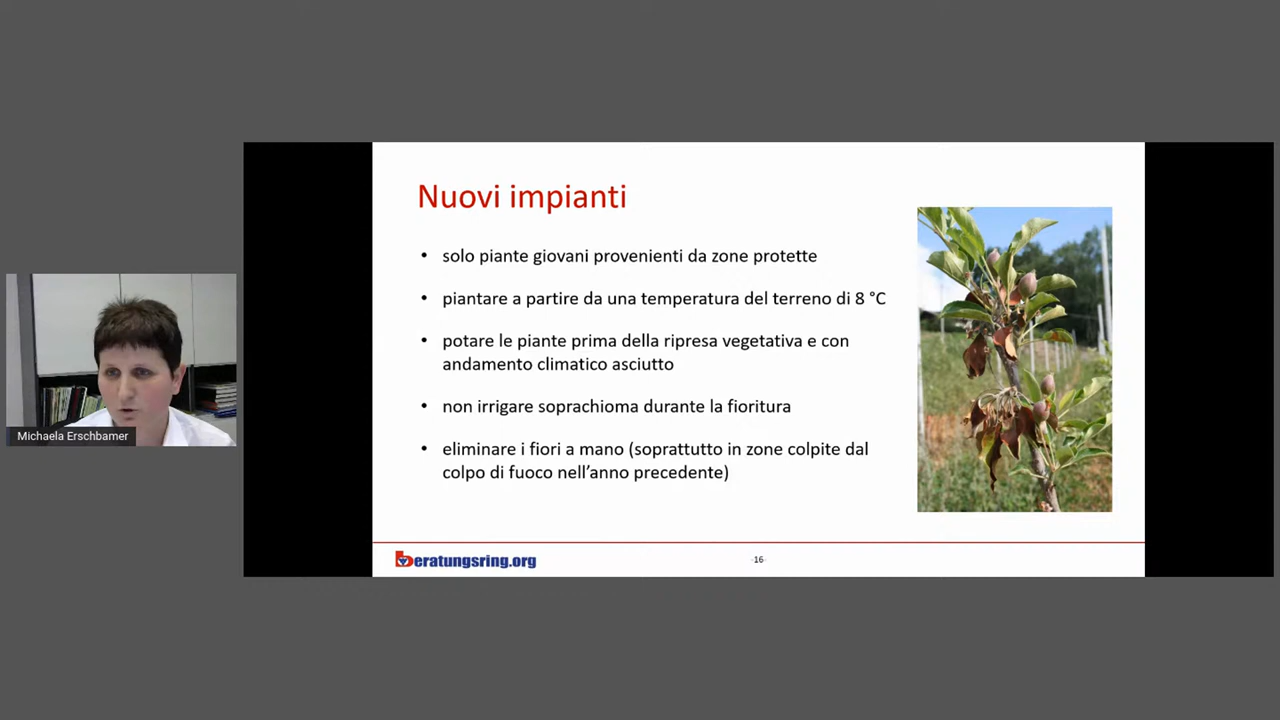 Nuovi impianti
• solo piante giovani provenienti da zone protette
• piantare a partire da una temperatura del terreno di 8 °C
• potare le piante prima della ripresa vegetativa e con
andamento climatico asciutto
• non irrigare soprachioma durante la fioritura
• eliminare i fiori a mano (soprattutto in zone colpite dal
colpo di fuoco nell'anno precedente)
Michaela Erschbamer
beratungsring.org
16